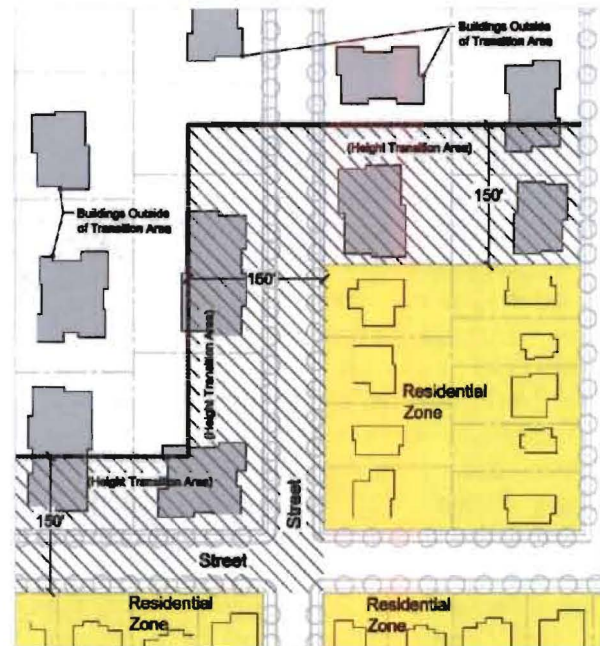 Buildings Outside
of Transition Area
(Height Transition Area)
150'
Buildings Outside
of Transition Area
150'
(Height Transition Area)
Residential
Zone
(Height Transition Area)
150'
Street
Street
Residential
Zone
Residential
Zone